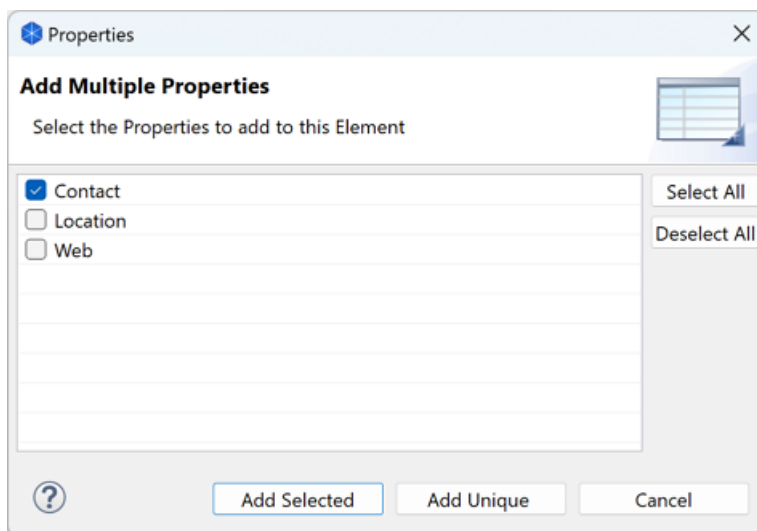 Properties
Add Multiple Properties
Select the Properties to add to this Element
Contact
Location
Web
Select All
Deselect All
?
Add Selected
Add Unique
Cancel